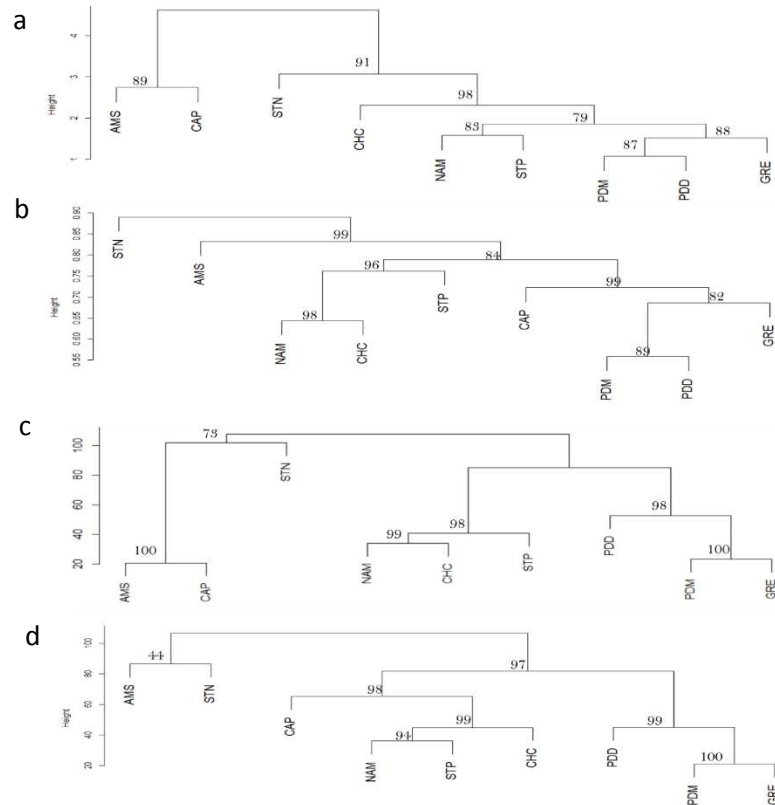 a
Height
4
3
2
1
89
91
98
79
83
88
87
AMS
CAP
STN
CHC
NAM
STP
PDM
PDD
GRE
b
Height
0.90
0.85
0.80
0.75
0.70
0.65
0.60
0.55
99
84
96
99
98
82
89
STN
AMS
NAM
CHC
STP
CAP
PDM
PDD
GRE
c
100
80
60
40
20
73
100
99
98
98
100
AMS
CAP
STN
NAM
CHC
STP
PDD
PDM
GRE
d
Height
100
80
60
40
20
44
97
98
99
94
99
100
AMS
STN
CAP
NAM
STP
CHC
PDD
PDM
GRE